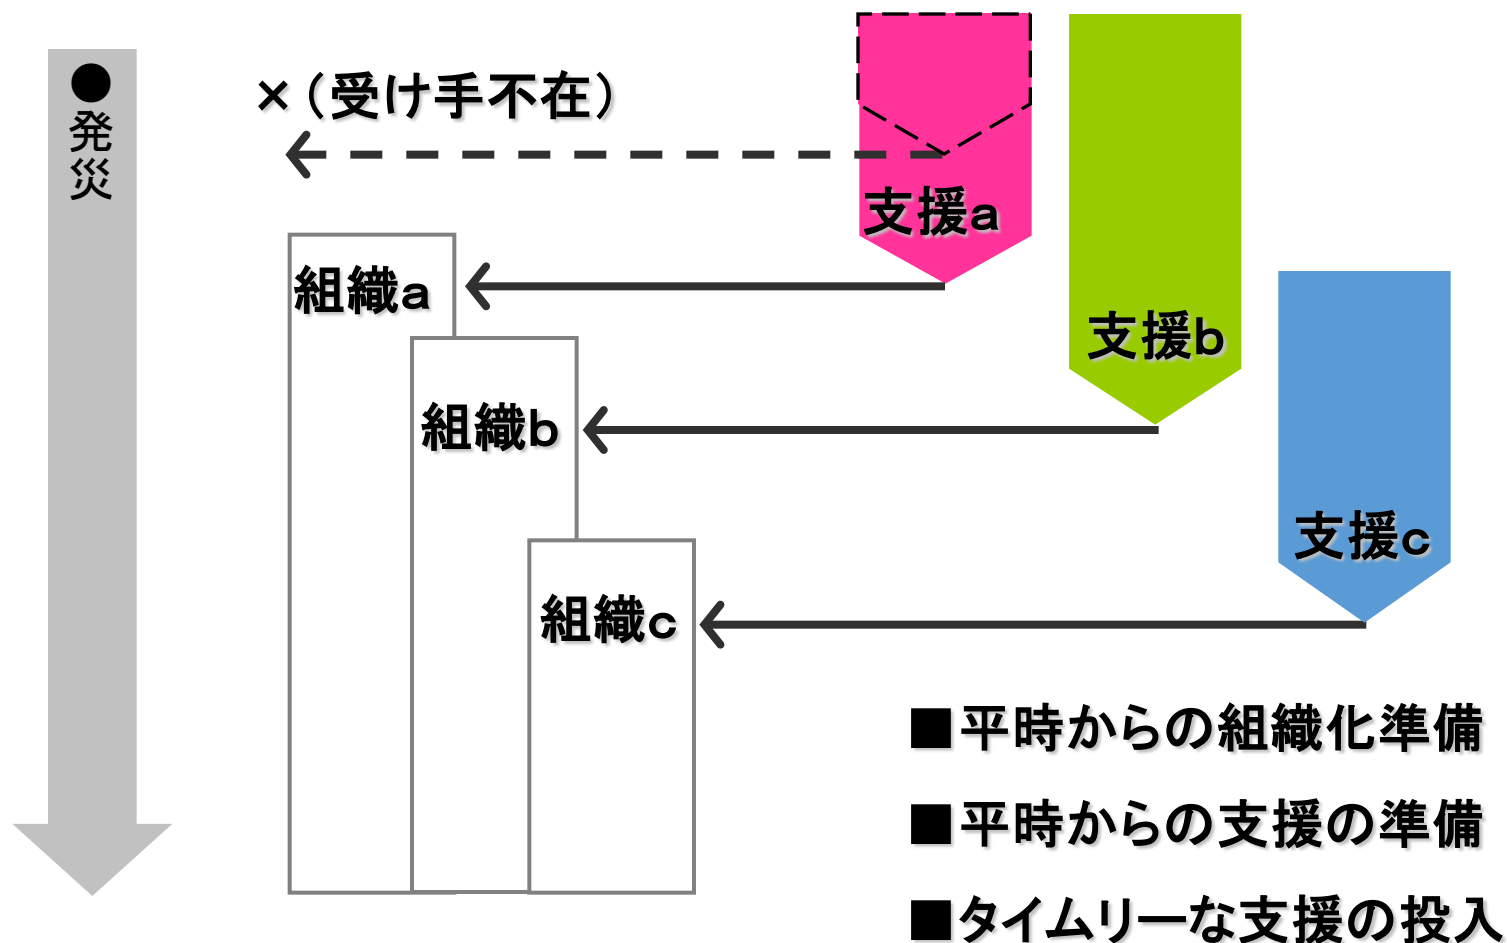 ●発災
×（受け手不在）
支援a
組織a
支援b
組織b
支援c
組織c
■平時からの組織化準備
■平時からの支援の準備
■タイムリーな支援の投入